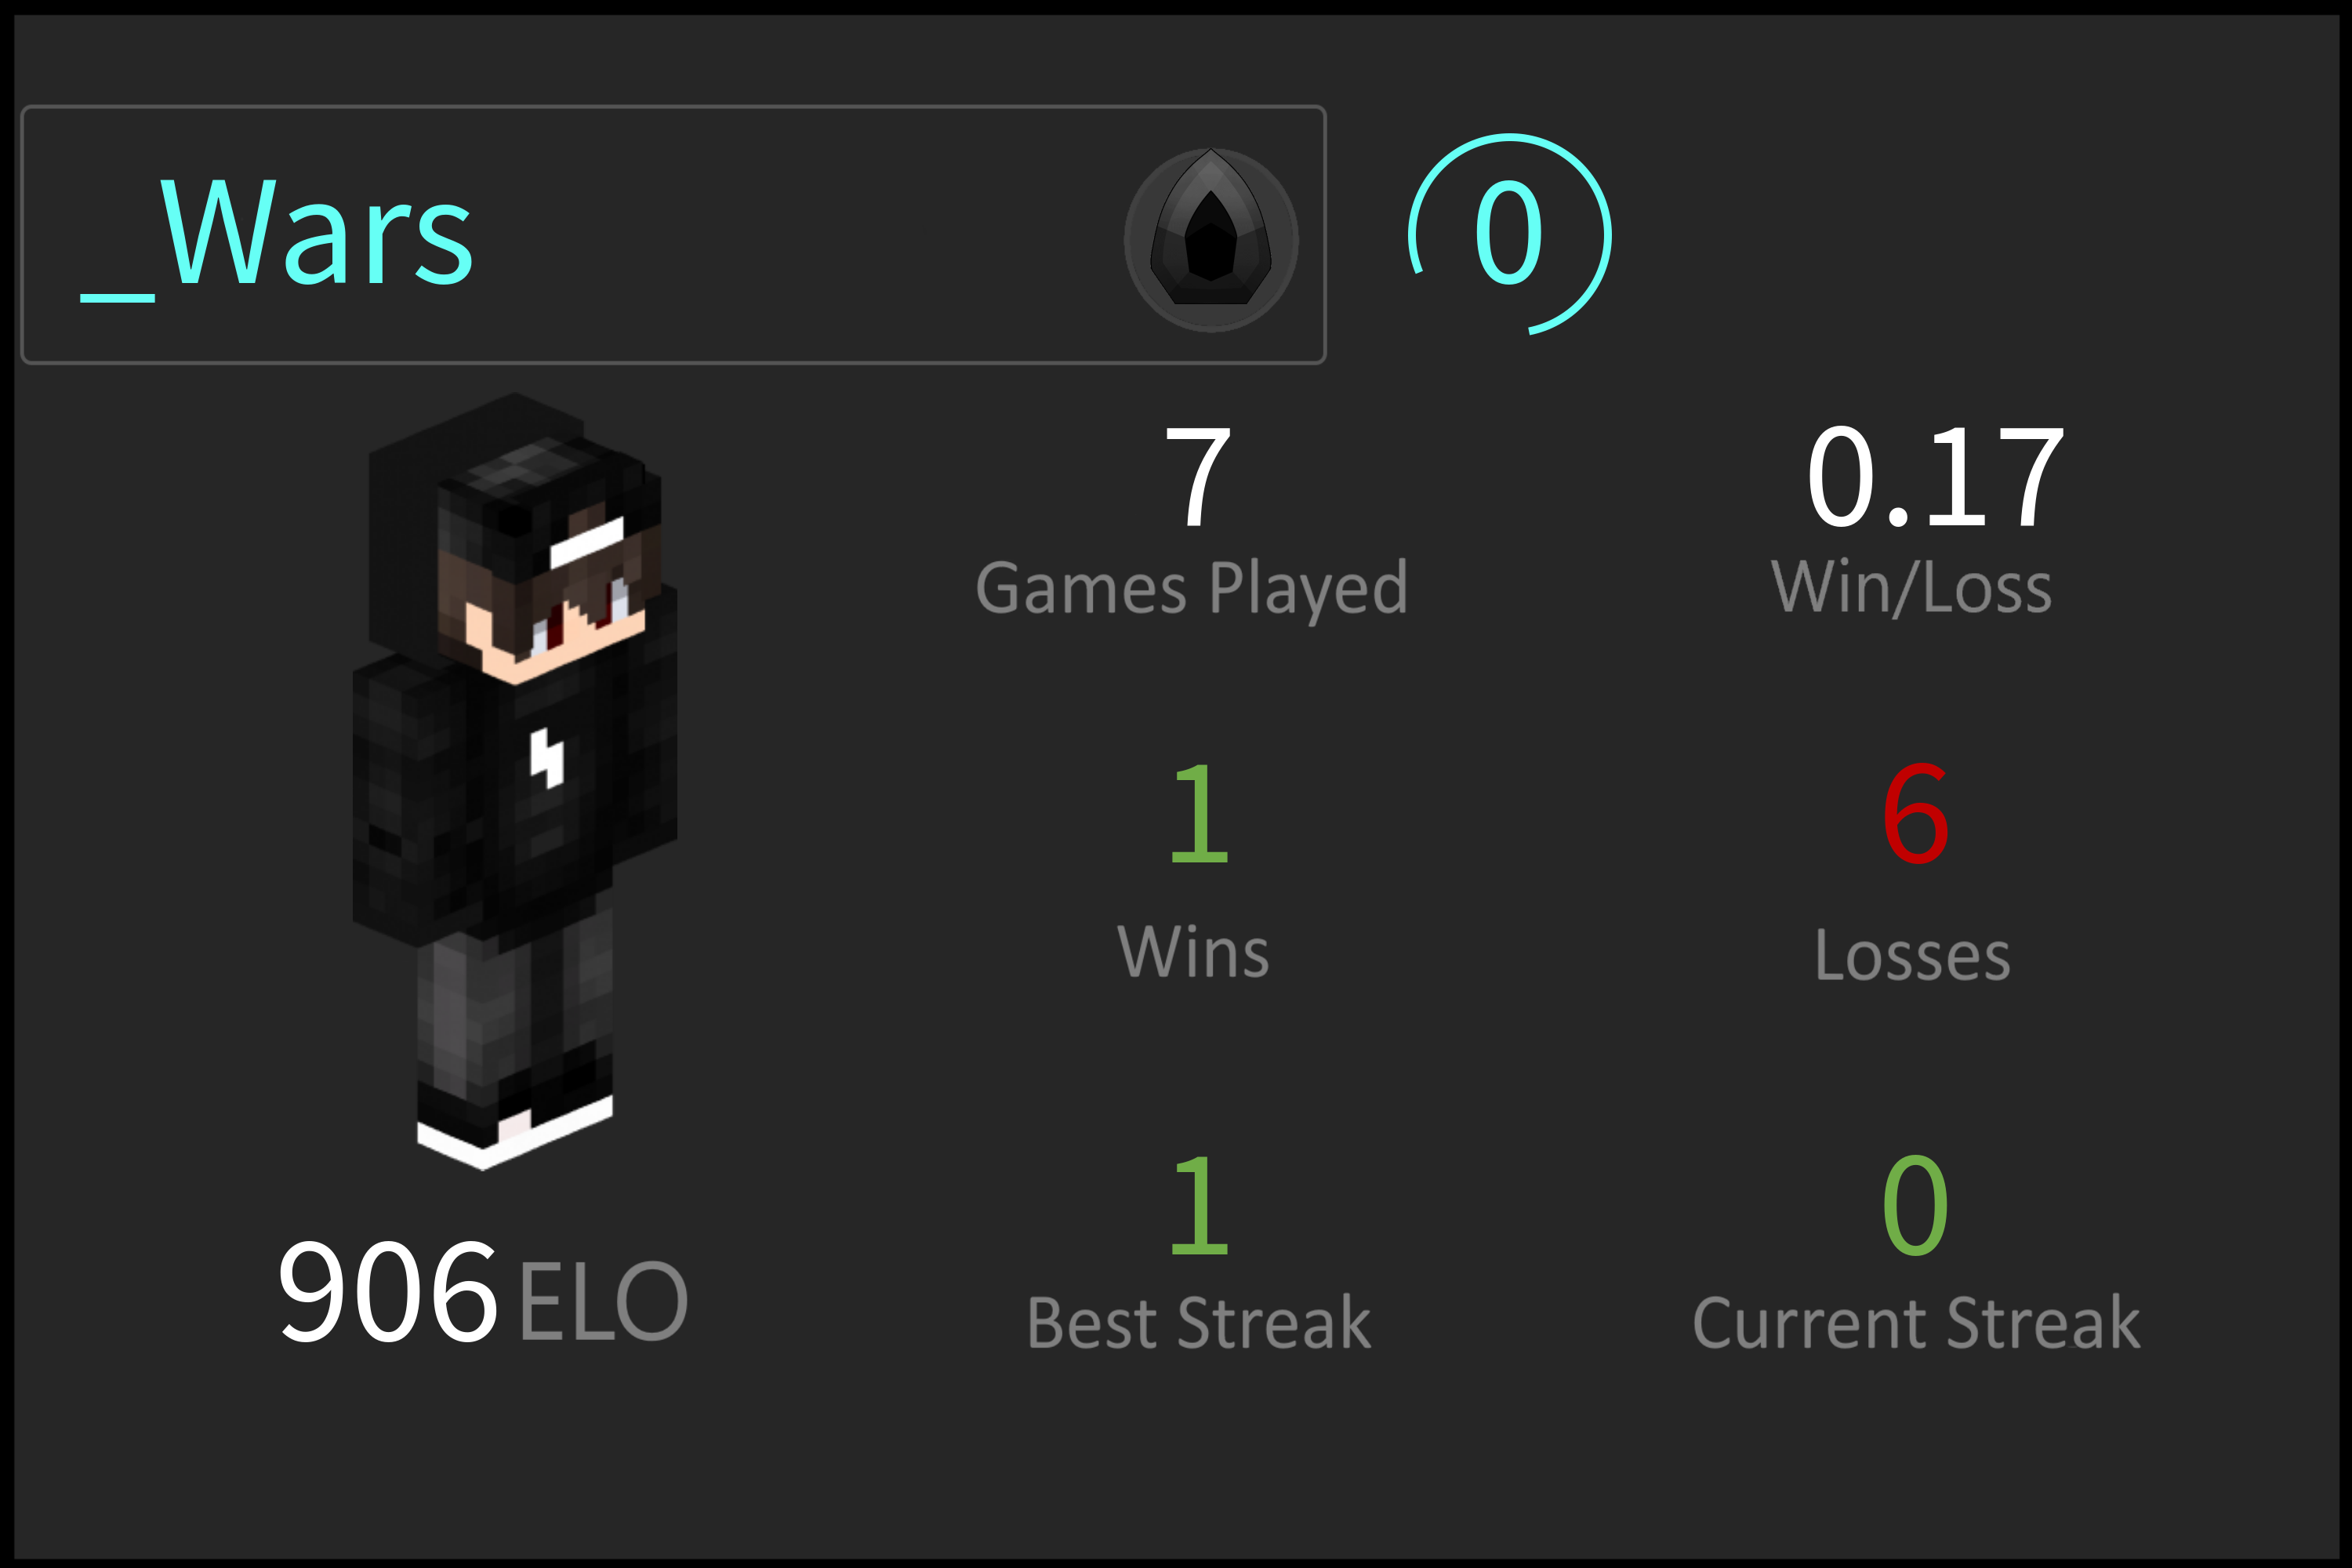 __Wars
0
7
0.17
Games Played
Win/Loss
1
6
Wins
Losses
1
0
Best Streak
Current Streak
906 ELO